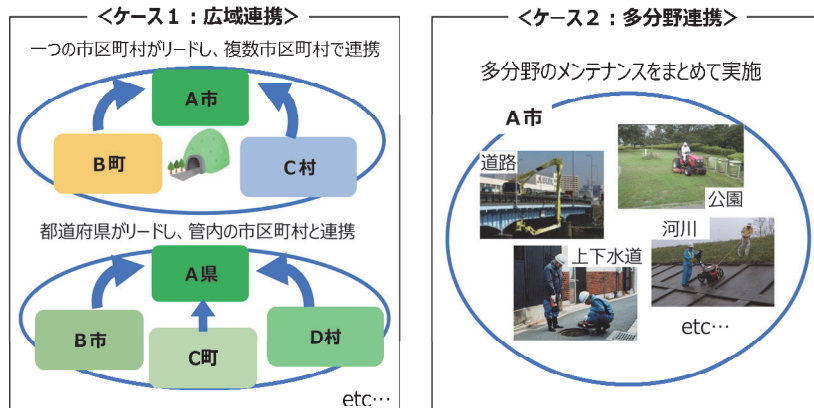 <ケース1：広域連携>
一つの市区町村がリードし、複数市区町村で連携
A市
B町
C村
都道府県がリードし、管内の市区町村と連携
A県
B市
C町
D村
etc…
<ケース2：多分野連携>
多分野のメンテナンスをまとめて実施
A市
道路
公園
河川
上下水道
etc…